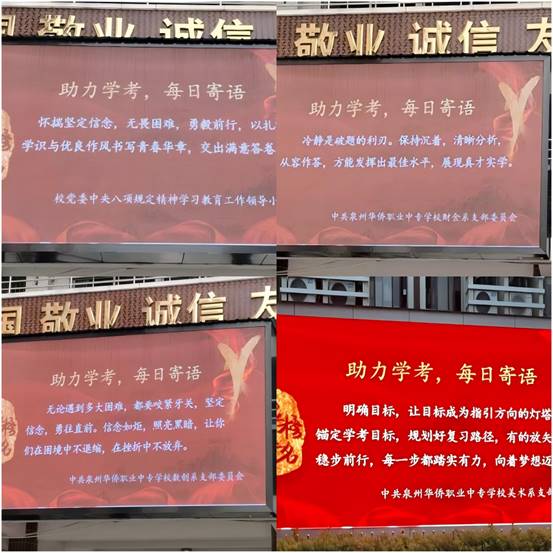 敬业 诚信
助力学考，每日寄语
怀揣坚定信念，无畏困难，勇毅前行，以扎
学识与优良作风书写青春华章，交出满意答卷
校党委中央八项规定精神学习教育工作领导小
敬业 诚信 友
助力学考，每日寄语
冷静是破题的利刃。保持沉着，清晰分析，
从容作答，方能发挥出最佳水平，展现真才实学。
中共泉州华侨职业中专学校财会系支部委员会
国 敬业 诚信 友
助力学考，每日寄语
无论遇到多大困难，都要咬紧牙关，坚定
信念，勇往直前。信念如炬，照亮黑暗，让你
们在困境中不退缩，在挫折中不放弃。
中共泉州华侨职业中专学校数创系支部委员会
榜名
助力学考，每日寄语
明确目标，让目标成为指引方向的灯塔
锚定学考目标，规划好复习路径，有的放矢
稳步前行，每一步都踏实有力，向着梦想迈
中共泉州华侨职业中专学校美术系支部